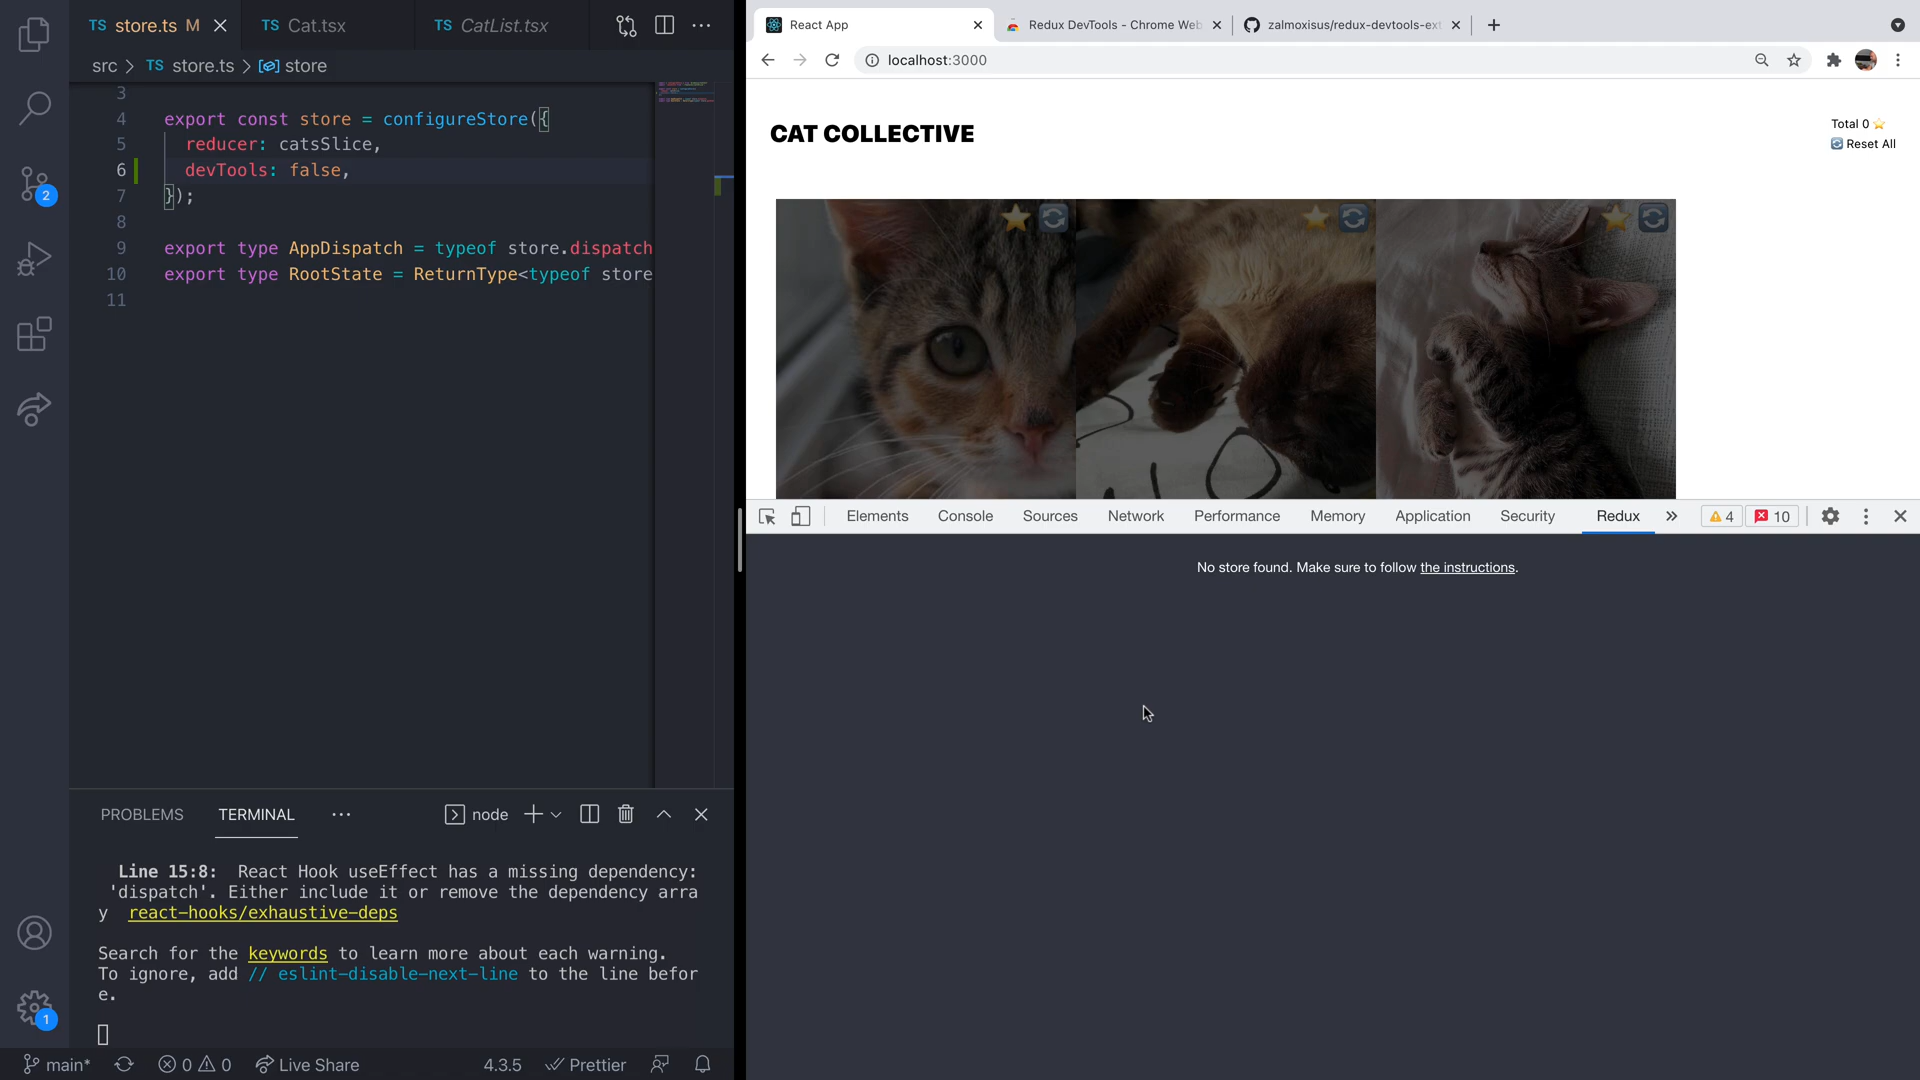 TS store.ts M
TS Cat.tsx
TS CatList.tsx
src > TS store.ts > store
3
4 export const store = configureStore({
5 reducer: catsSlice,
6 devTools: false,
7 });
8
9 export type AppDispatch = typeof store.dispatch
10 export type RootState = ReturnType<typeof store
11
2
1
PROBLEMS TERMINAL ... node
Line 15:8: React Hook useEffect has a missing dependency:
'dispatch'. Either include it or remove the dependency arra
y react-hooks/exhaustive-deps
Search for the keywords to learn more about each warning.
To ignore, add // eslint-disable-next-line to the line befor
e.
main* 0 0 Live Share 4.3.5 Prettier
React App
Redux DevTools - Chrome Web
zalmoxisus/redux-devtools-ext
localhost:3000
CAT COLLECTIVE
Total 0 ⭐
🔄 Reset All
Elements Console Sources Network Performance Memory Application Security Redux » 4 10
No store found. Make sure to follow the instructions.